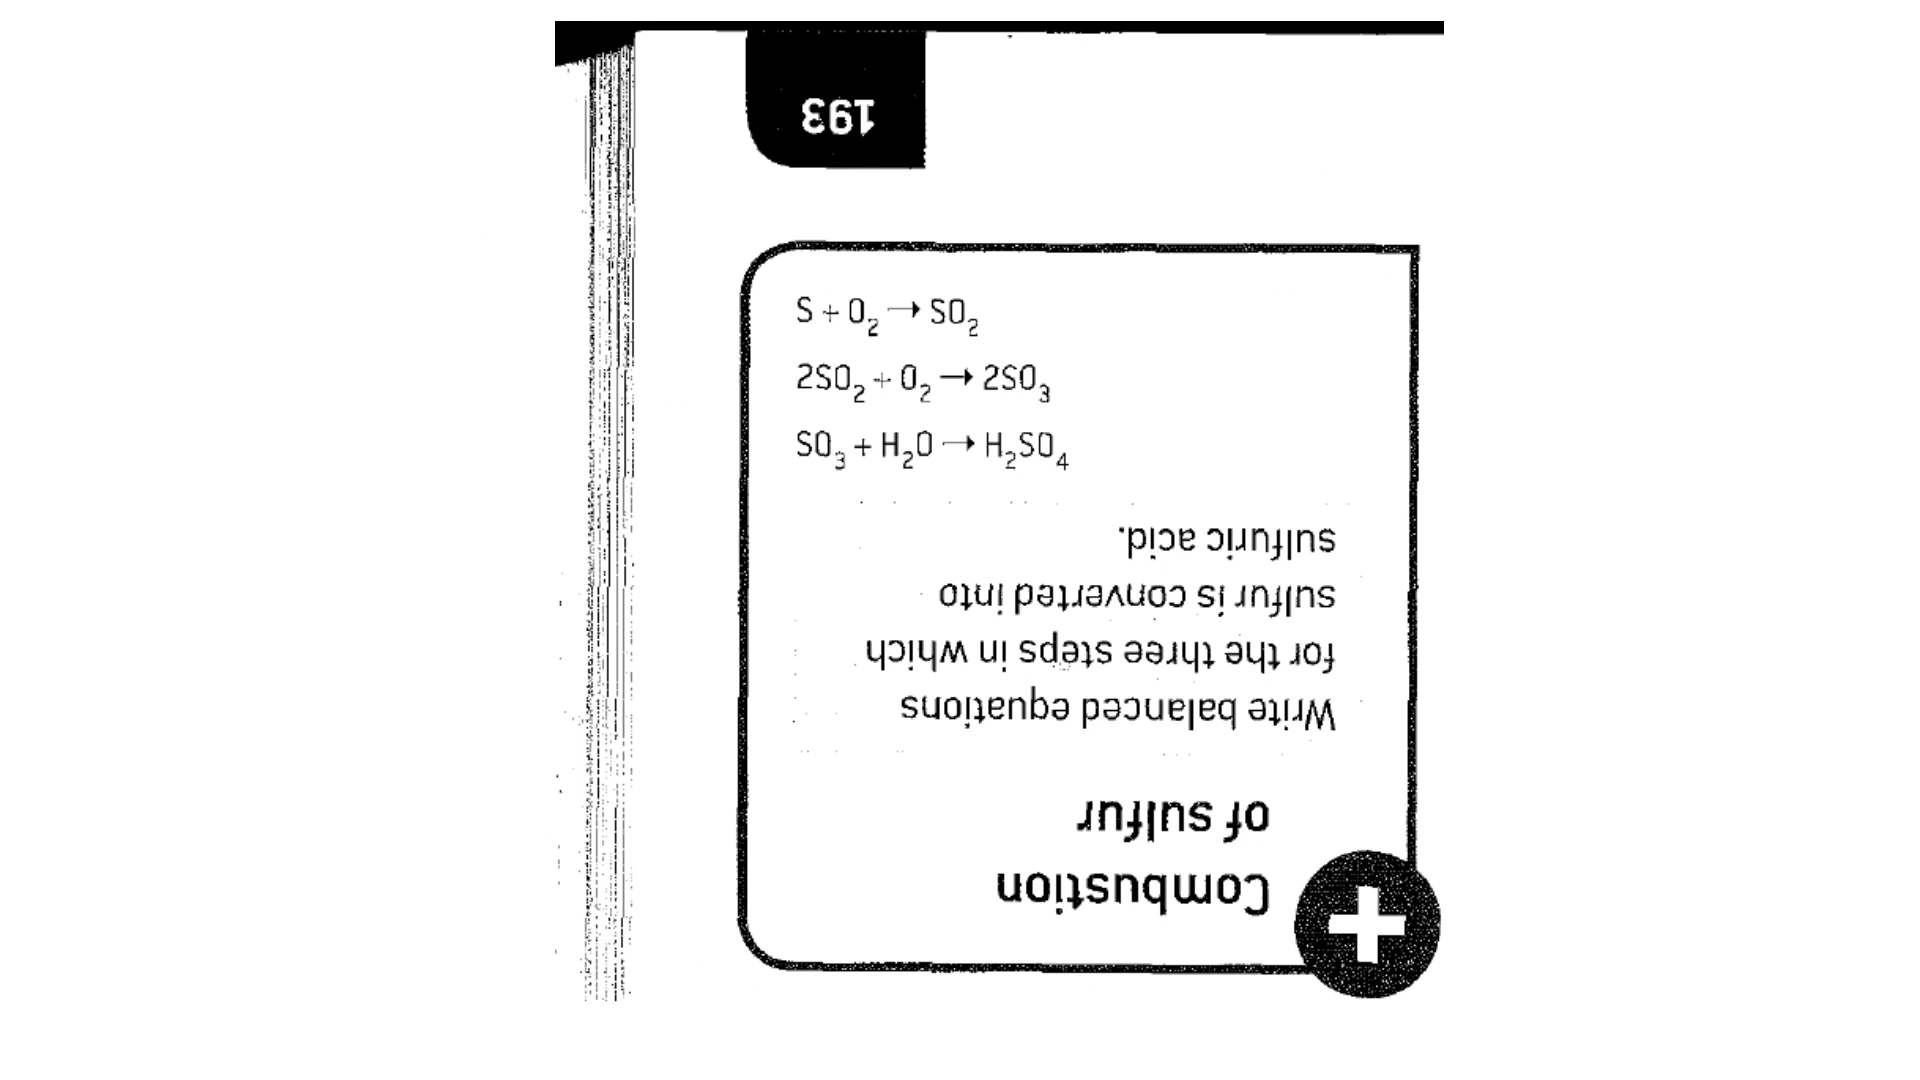 Combustion
of sulfur
Write balanced equations
for the three steps in which
sulfur is converted into
sulfuric acid.
S + O₂ → SO₂
2SO₂ + O₂ → 2SO₃
SO₃ + H₂O → H₂SO₄
193